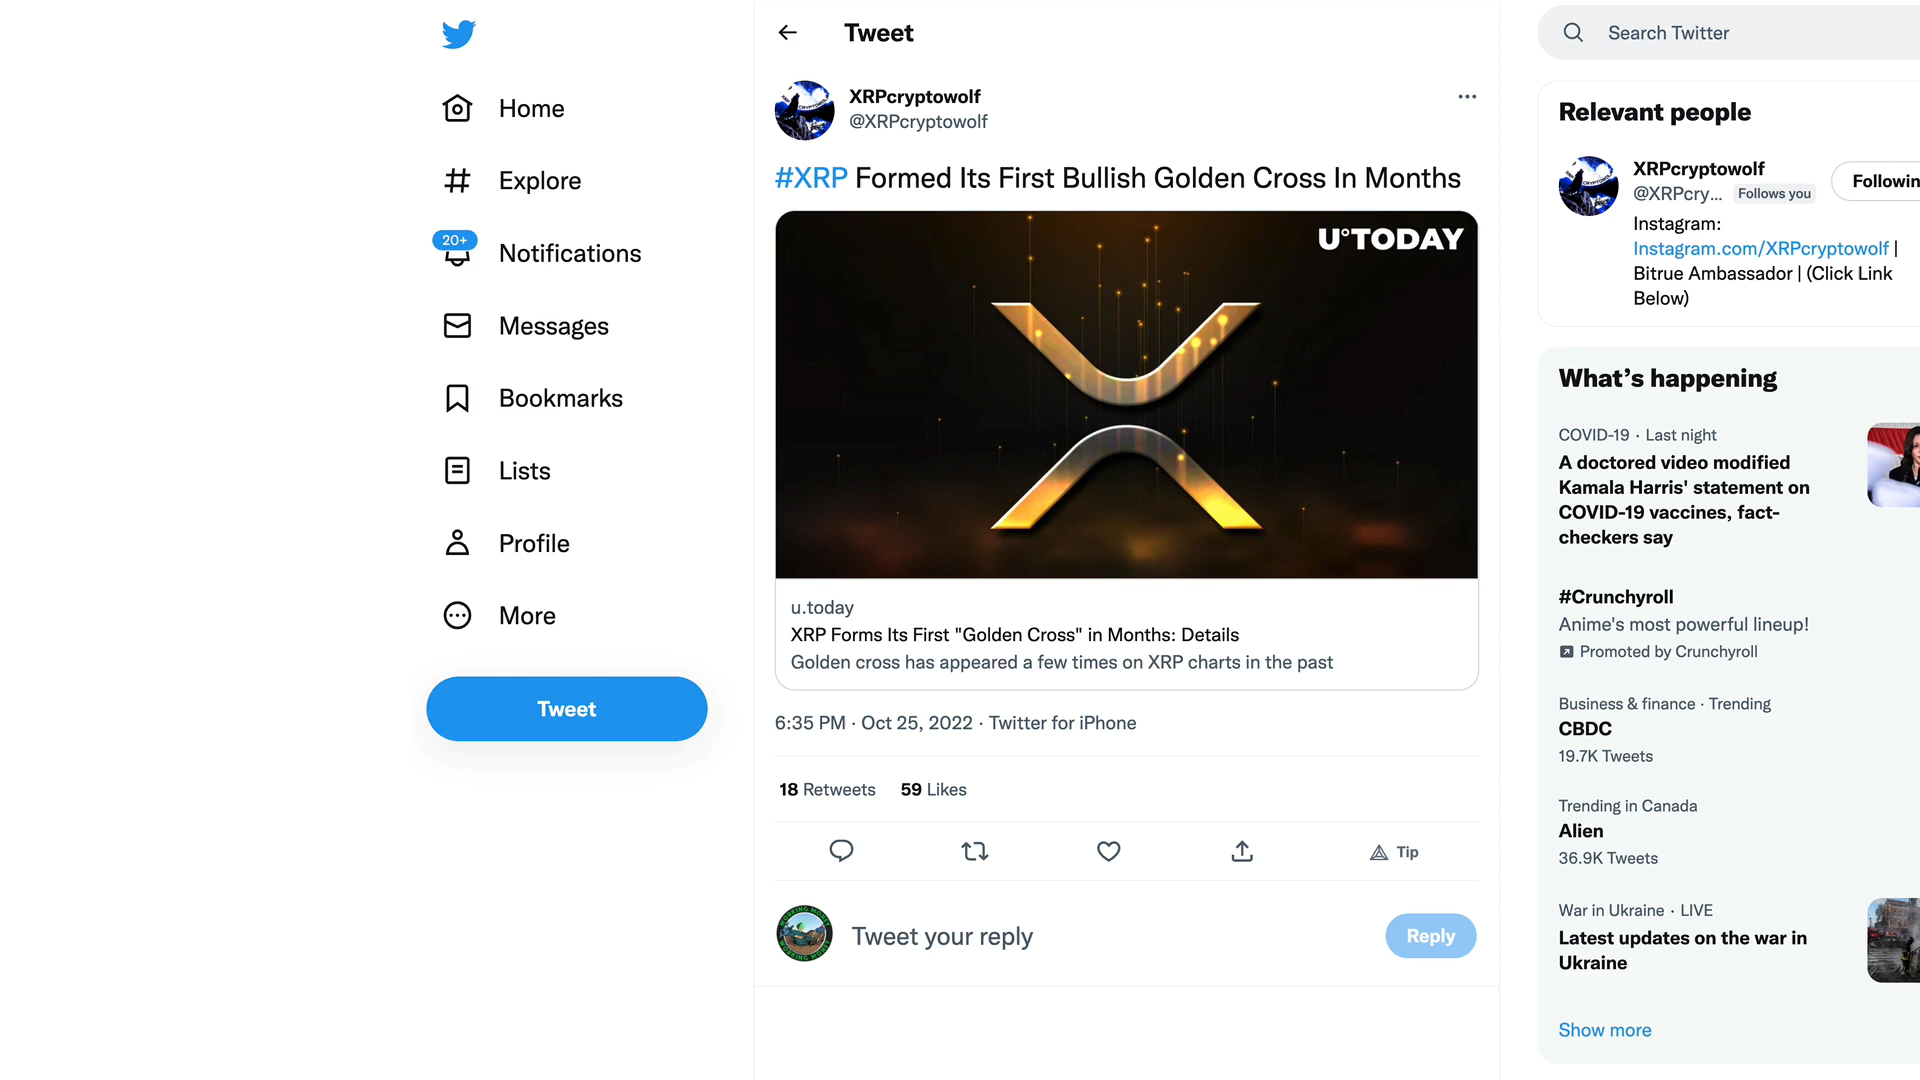 Home
Explore
20+
Notifications
Messages
Bookmarks
Lists
Profile
More
Tweet
Tweet
XRPcryptowolf
@XRPcryptowolf
#XRP Formed Its First Bullish Golden Cross In Months
U°TODAY
u.today
XRP Forms Its First "Golden Cross" in Months: Details
Golden cross has appeared a few times on XRP charts in the past
6:35 PM · Oct 25, 2022 · Twitter for iPhone
18 Retweets 59 Likes
Tip
Tweet your reply
Reply
Search Twitter
Relevant people
XRPcryptowolf
@XRPcry... Follows you
Followin
Instagram:
Instagram.com/XRPcryptowolf |
Bitrue Ambassador | (Click Link
Below)
What's happening
COVID-19 · Last night
A doctored video modified
Kamala Harris' statement on
COVID-19 vaccines, fact-
checkers say
#Crunchyroll
Anime's most powerful lineup!
Promoted by Crunchyroll
Business & finance · Trending
CBDC
19.7K Tweets
Trending in Canada
Alien
36.9K Tweets
War in Ukraine · LIVE
Latest updates on the war in
Ukraine
Show more